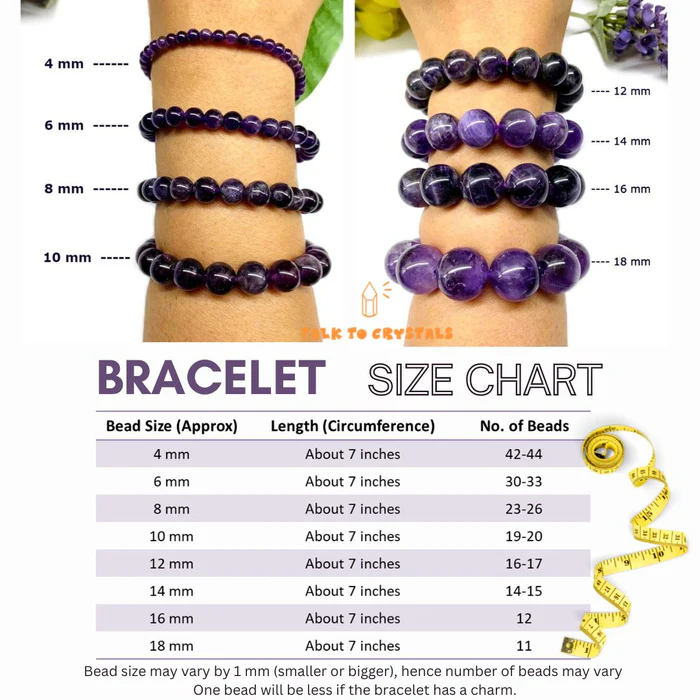 4 mm ------
6 mm ------
8 mm ------
10 mm -----
---- 12 mm
---- 14 mm
---- 16 mm
---- 18 mm
TALK TO CRYSTALS
BRACELET SIZE CHART
Bead Size (Approx) Length (Circumference) No. of Beads
4 mm About 7 inches 42-44
6 mm About 7 inches 30-33
8 mm About 7 inches 23-26
10 mm About 7 inches 19-20
12 mm About 7 inches 16-17
14 mm About 7 inches 14-15
16 mm About 7 inches 12
18 mm About 7 inches 11
Bead size may vary by 1 mm (smaller or bigger), hence number of beads may vary
One bead will be less if the bracelet has a charm.